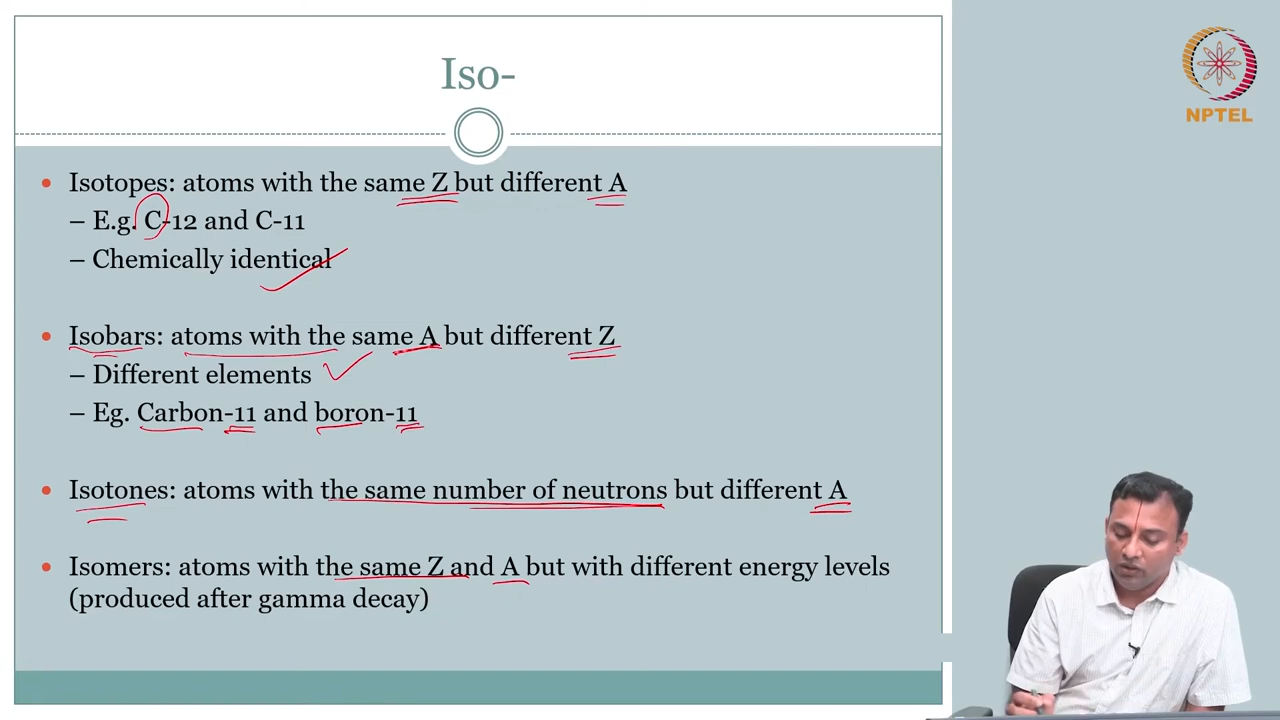 Iso-
NPTEL
• Isotopes: atoms with the same Z but different A
– E.g. C-12 and C-11
– Chemically identical
• Isobars: atoms with the same A but different Z
– Different elements
– Eg. Carbon-11 and boron-11
• Isotones: atoms with the same number of neutrons but different A
• Isomers: atoms with the same Z and A but with different energy levels
(produced after gamma decay)